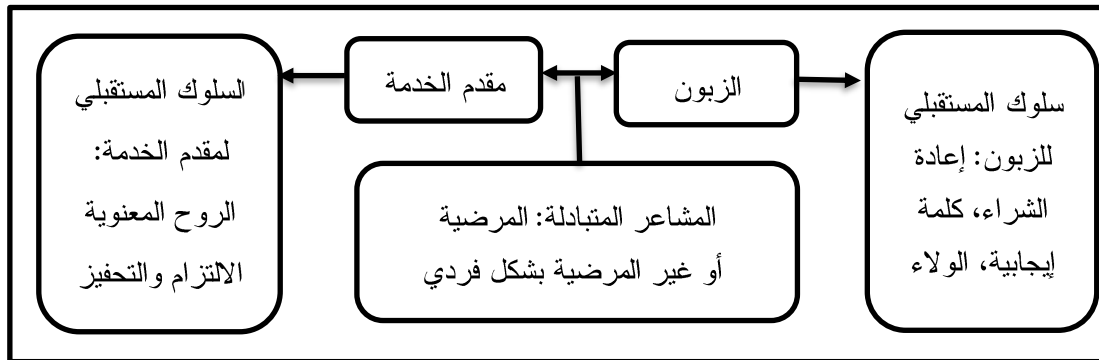 سلوك المستقبلي
للزبون: إعادة
الشراء، كلمة
إيجابية، الولاء
الزبون
مقدم الخدمة
السلوك المستقبلي
لمقدم الخدمة:
الروح المعنوية
الالتزام والتحفيز
المشاعر المتبادلة: المرضية
أو غير المرضية بشكل فردي